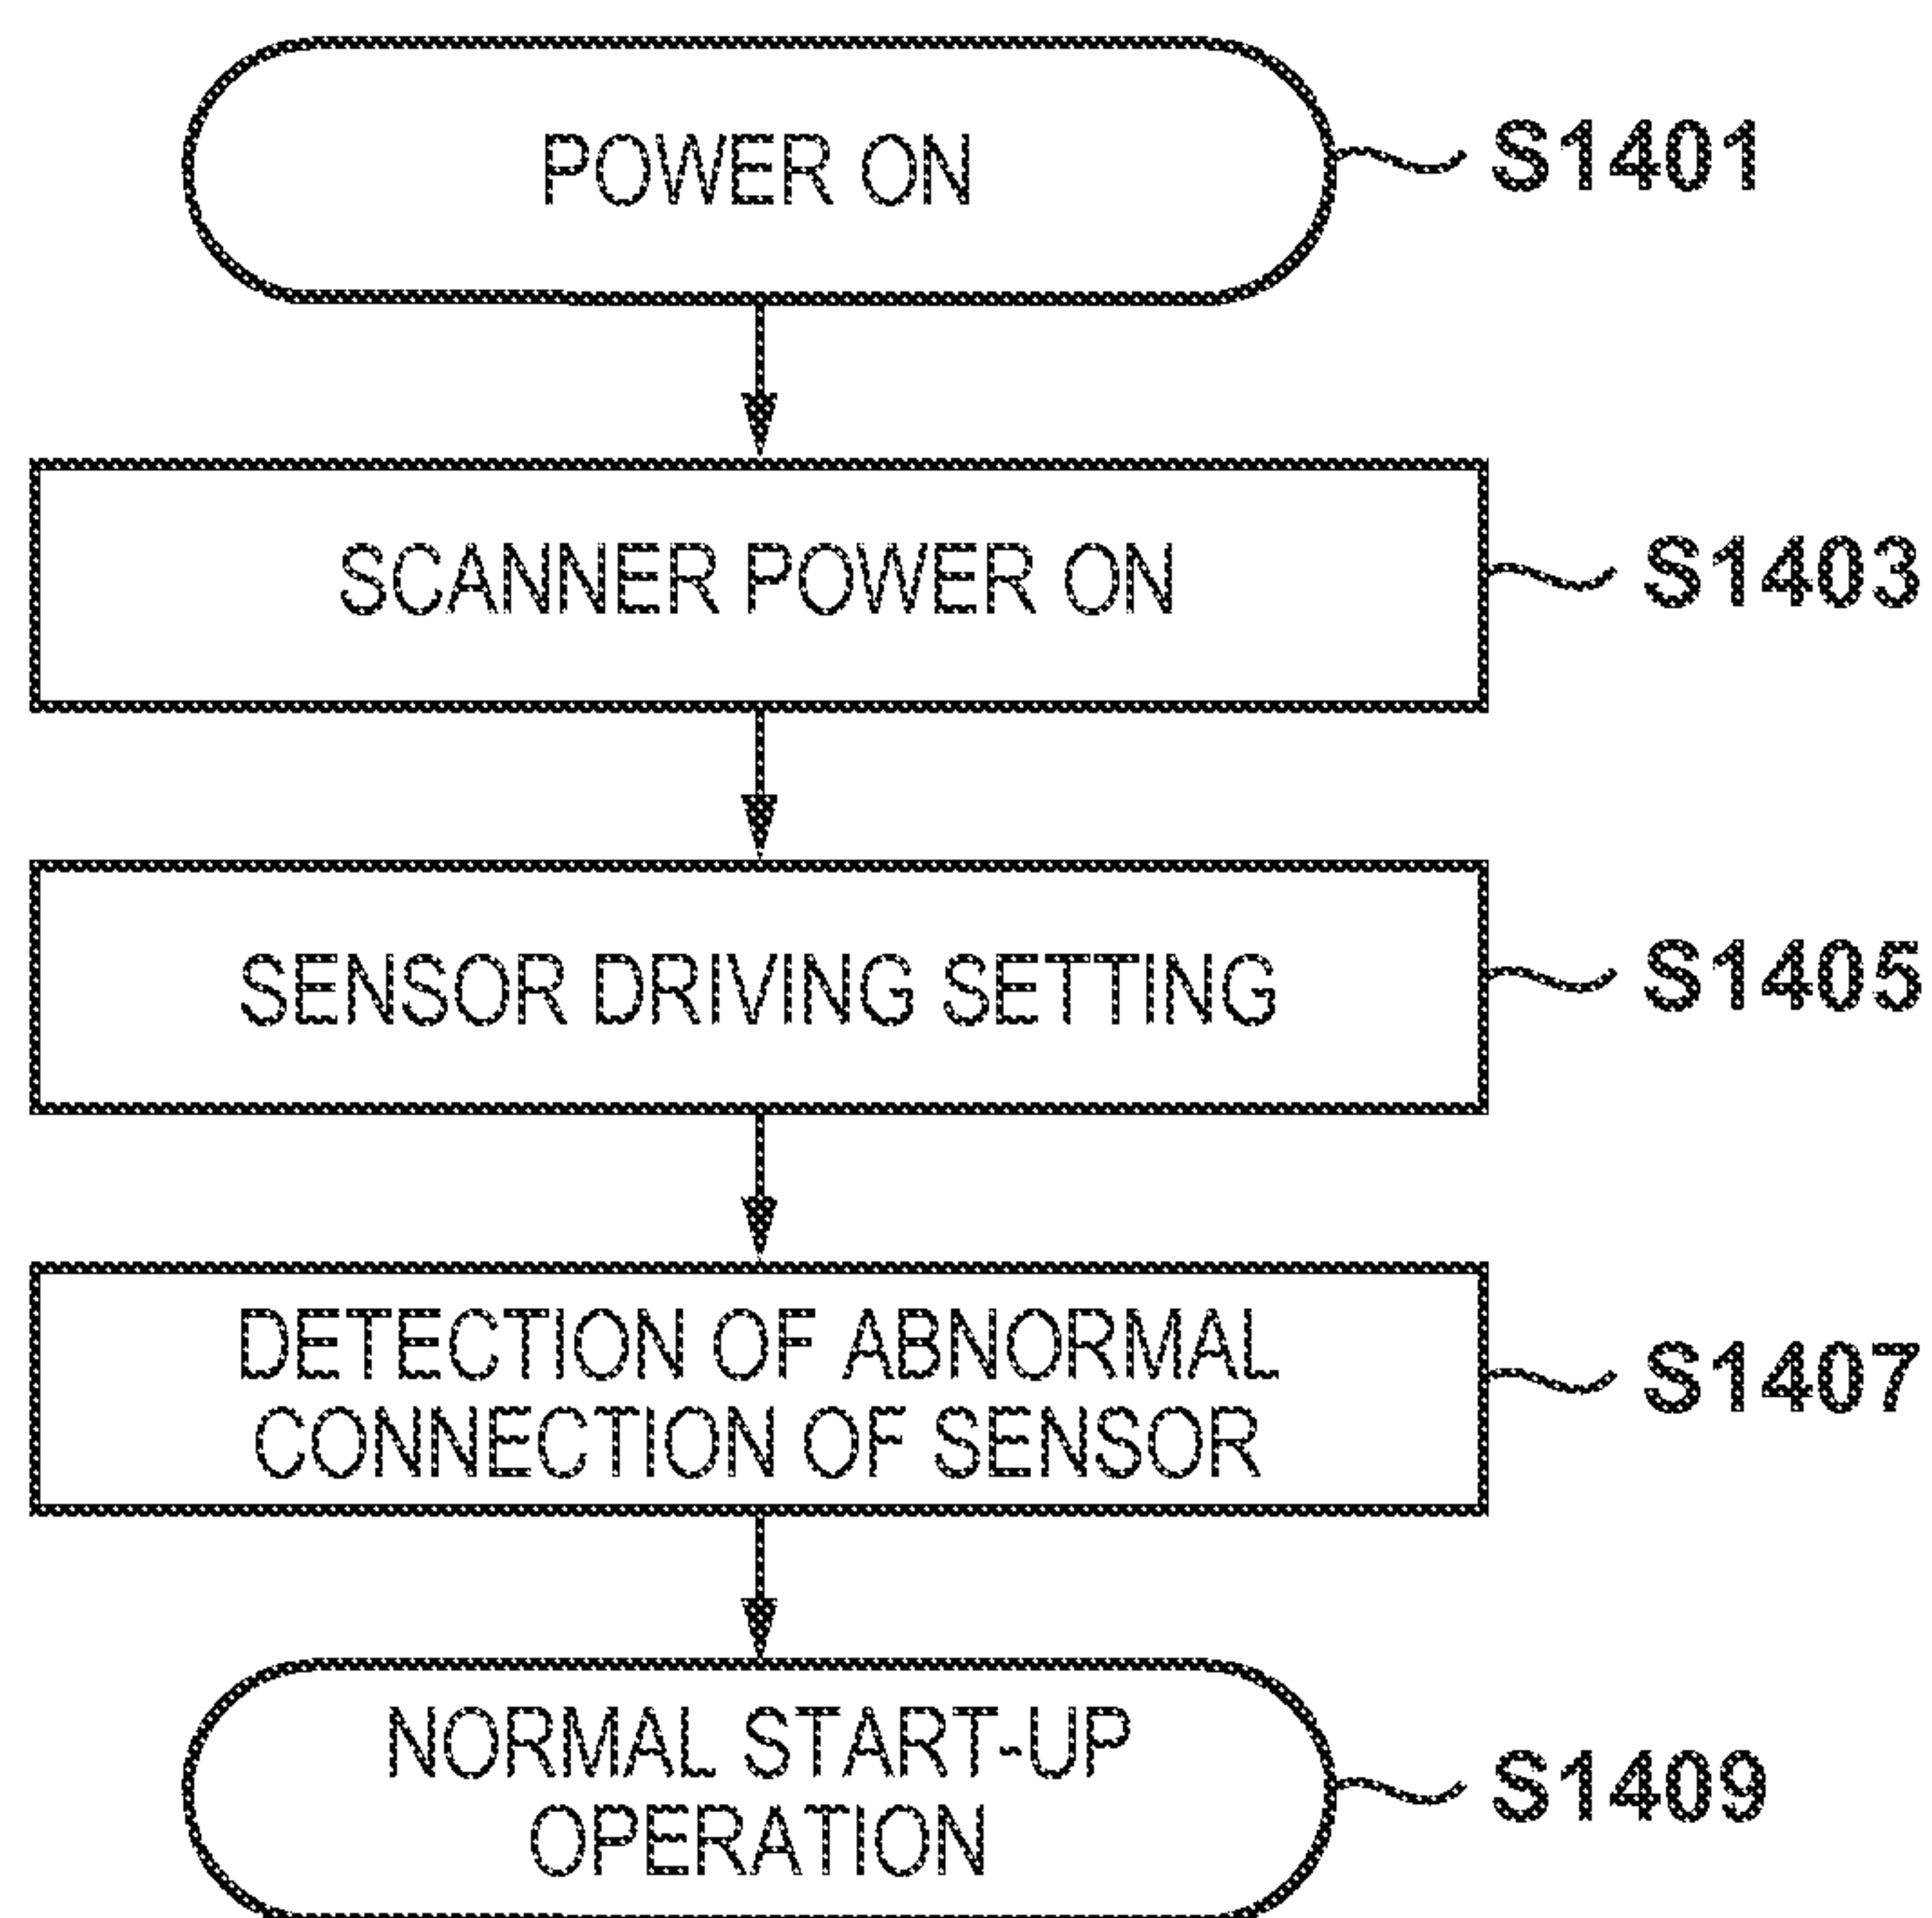 POWER ON
S1401
SCANNER POWER ON
S1403
SENSOR DRIVING SETTING
S1405
DETECTION OF ABNORMAL
CONNECTION OF SENSOR
S1407
NORMAL START-UP
OPERATION
S1409